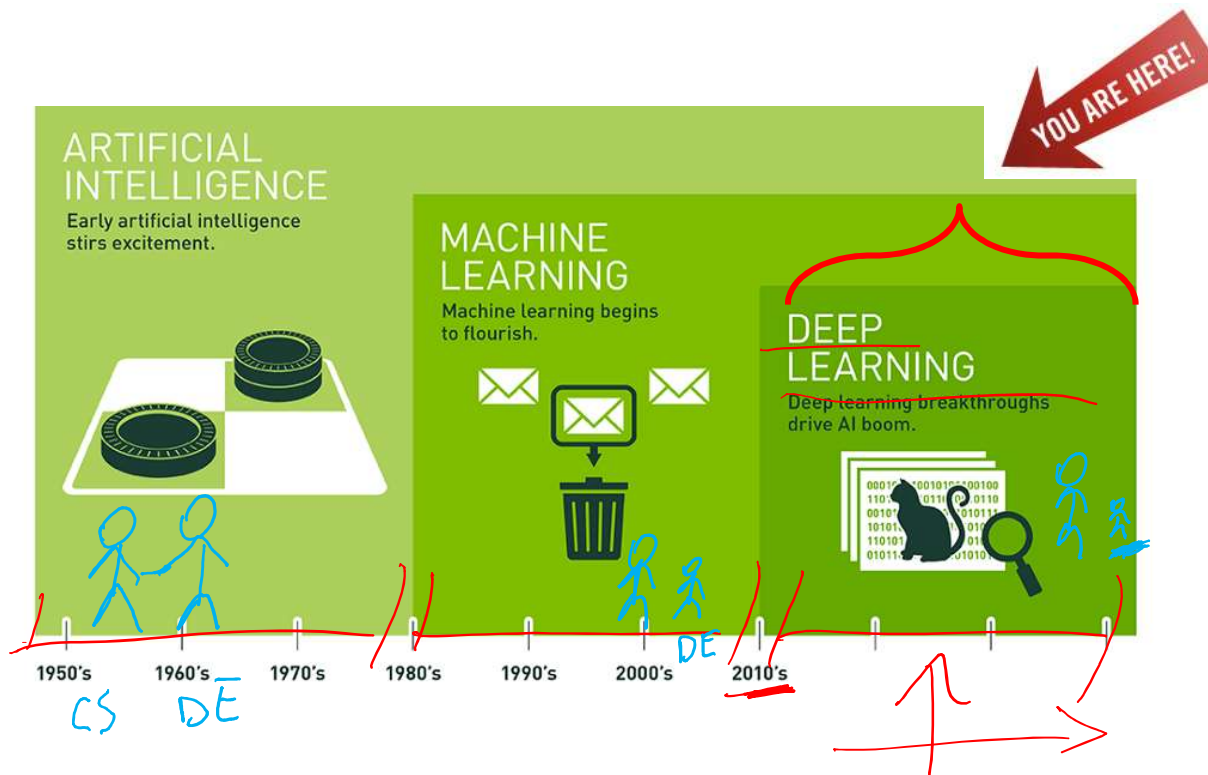 YOU ARE HERE!
ARTIFICIAL
INTELLIGENCE
Early artificial intelligence
stirs excitement.
MACHINE
LEARNING
Machine learning begins
to flourish.
DEEP
LEARNING
Deep learning breakthroughs
drive AI boom.
DE
1950's 1960's 1970's 1980's 1990's 2000's 2010's
CS DE